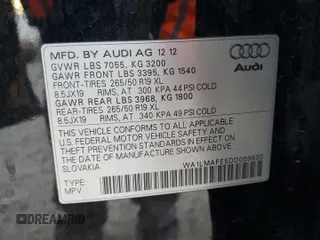 MFD. BY AUDI AG 12 12
GVWR LBS 7055, KG 3200
GAWR FRONT LBS 3395, KG 1540
FRONT-TIRES 265/50 R19 XL
8.5JX19 RIMS, AT 300 KPA 44 PSI COLD
GAWR REAR LBS 3968, KG 1800
REAR-TIRES 265/50 R19 XL
8.5JX19 RIMS, AT 340 KPA 49 PSI COLD
THIS VEHICLE CONFORMS TO ALL APPLICABLE
U.S. FEDERAL MOTOR VEHICLE SAFETY AND
THEFT PREVENTION STANDARDS IN EFFECT
ON THE DATE OF MANUFACTURE SHOWN ABOVE
SLOVAKIA
TYPE:
MPV
Audi
DREAMBID